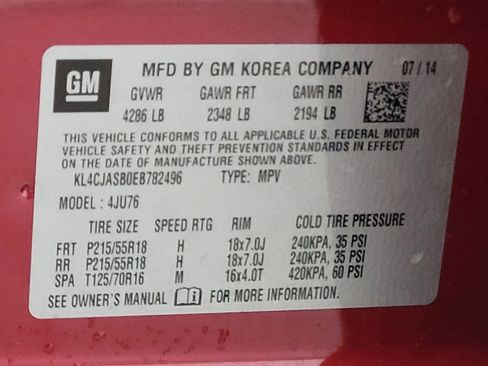 GM MFD BY GM KOREA COMPANY 07/14
GVWR GAWR FRT GAWR RR
4286 LB 2348 LB 2194 LB
THIS VEHICLE CONFORMS TO ALL APPLICABLE U.S. FEDERAL MOTOR
VEHICLE SAFETY AND THEFT PREVENTION STANDARDS IN EFFECT
ON THE DATE OF MANUFACTURE SHOWN ABOVE.
KL4CJASB0EB782496 TYPE: MPV
MODEL : 4JU76
TIRE SIZE SPEED RTG RIM COLD TIRE PRESSURE
FRT P215/55R18 H 18x7.0J 240KPA, 35 PSI
RR P215/55R18 H 18x7.0J 240KPA, 35 PSI
SPA T125/70R16 M 16x4.0T 420KPA, 60 PSI
SEE OWNER'S MANUAL FOR MORE INFORMATION.